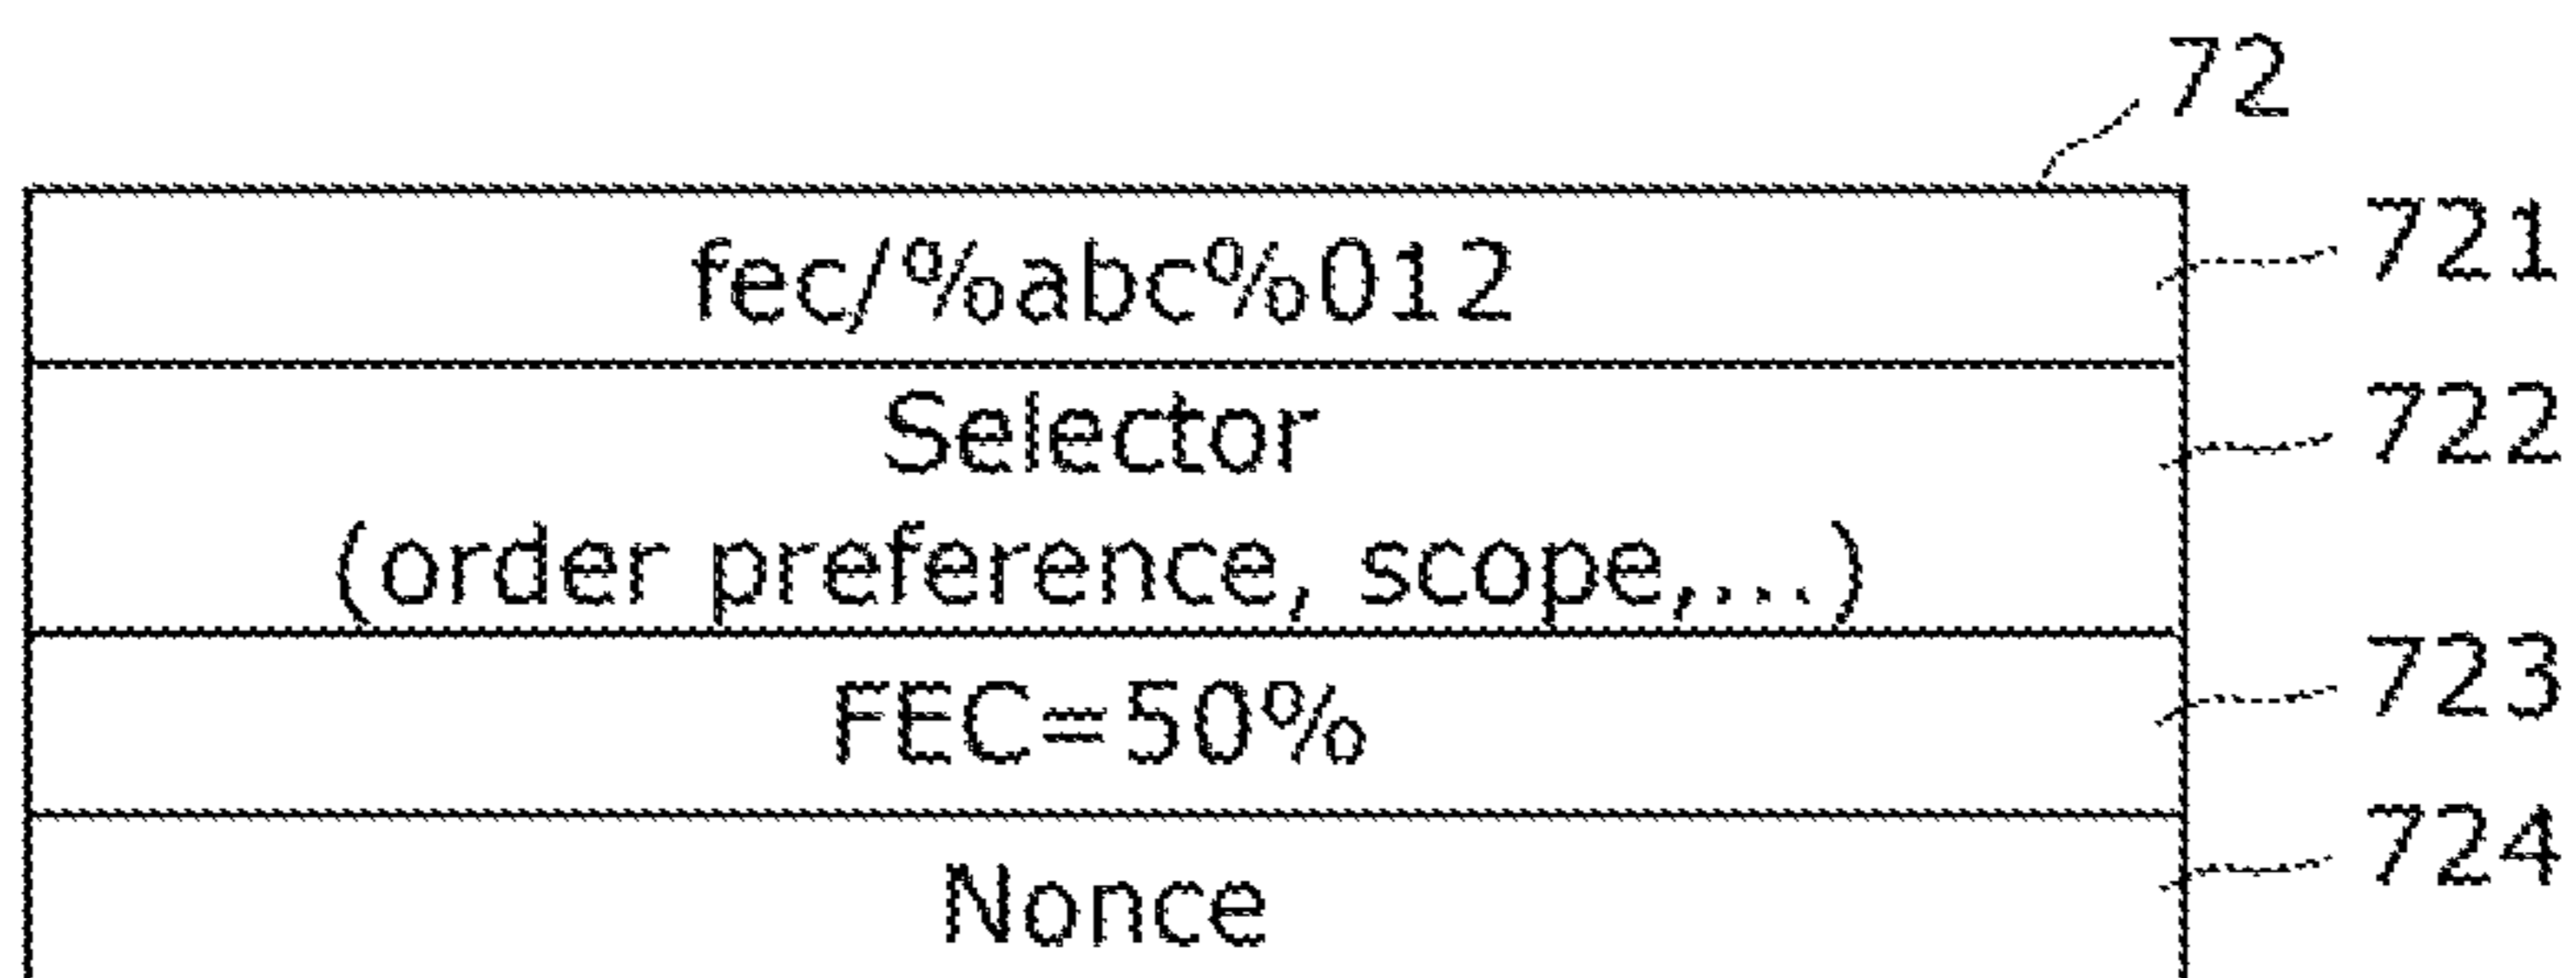 72
fec/%abc%012 721
Selector 722
(order preference, scope,...)
FEC=50% 723
Nonce 724